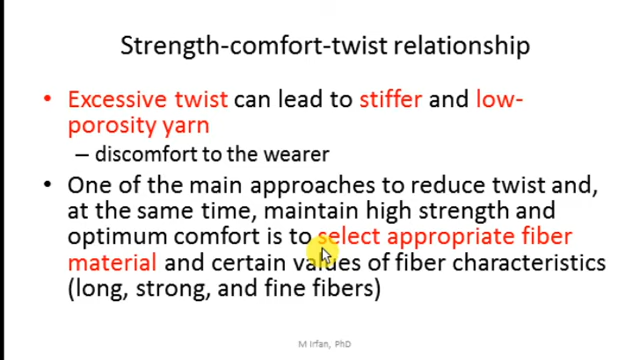 Strength-comfort-twist relationship
• Excessive twist can lead to stiffer and low-
porosity yarn
– discomfort to the wearer
• One of the main approaches to reduce twist and,
at the same time, maintain high strength and
optimum comfort is to select appropriate fiber
material and certain values of fiber characteristics
(long, strong, and fine fibers)
M Irfan, PhD